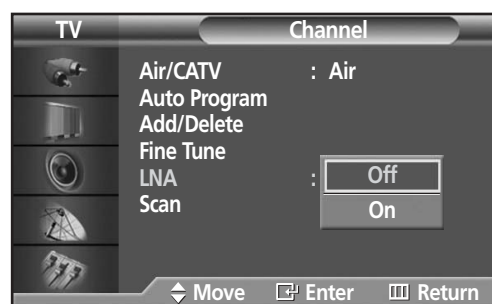 TV Channel
Air/CATV : Air
Auto Program
Add/Delete
Fine Tune
LNA : Off
On
Scan
Move Enter Return